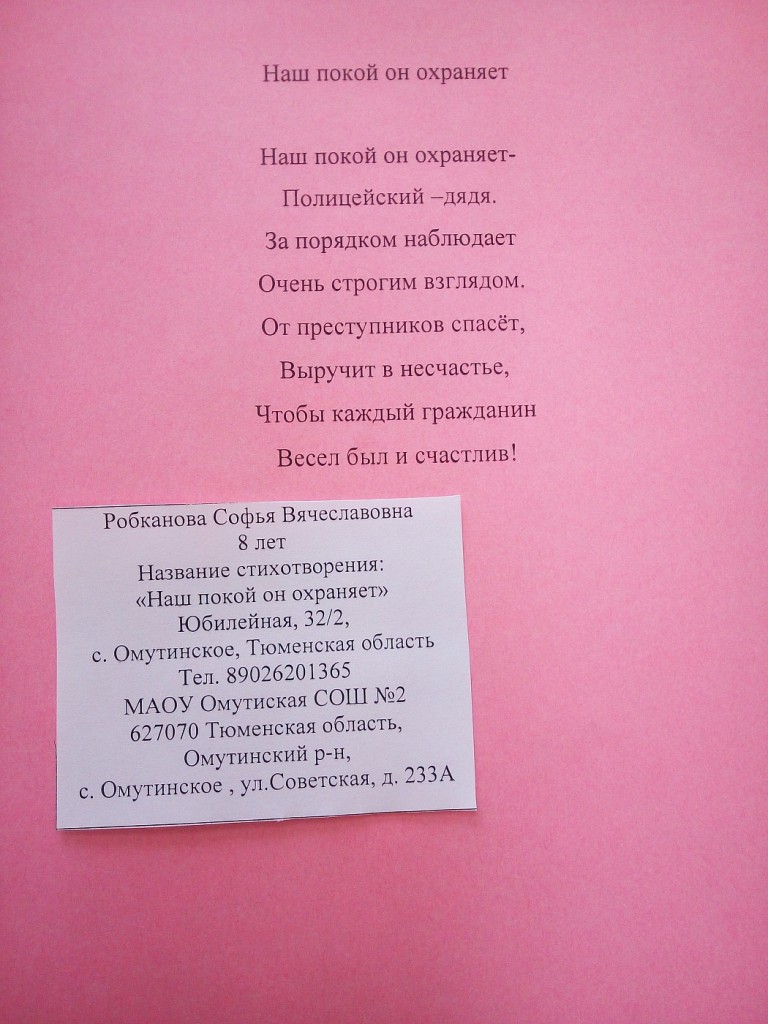 Наш покой он охраняет
Наш покой он охраняет-
Полицейский –дядя.
За порядком наблюдает
Очень строгим взглядом.
От преступников спасёт,
Выручит в несчастье,
Чтобы каждый гражданин
Весел был и счастлив!
Робканова Софья Вячеславовна
8 лет
Название стихотворения:
«Наш покой он охраняет»
Юбилейная, 32/2,
с. Омутинское, Тюменская область
Тел. 89026201365
МАОУ Омутиская СОШ №2
627070 Тюменская область,
Омутинский р-н,
с. Омутинское , ул.Советская, д. 233А